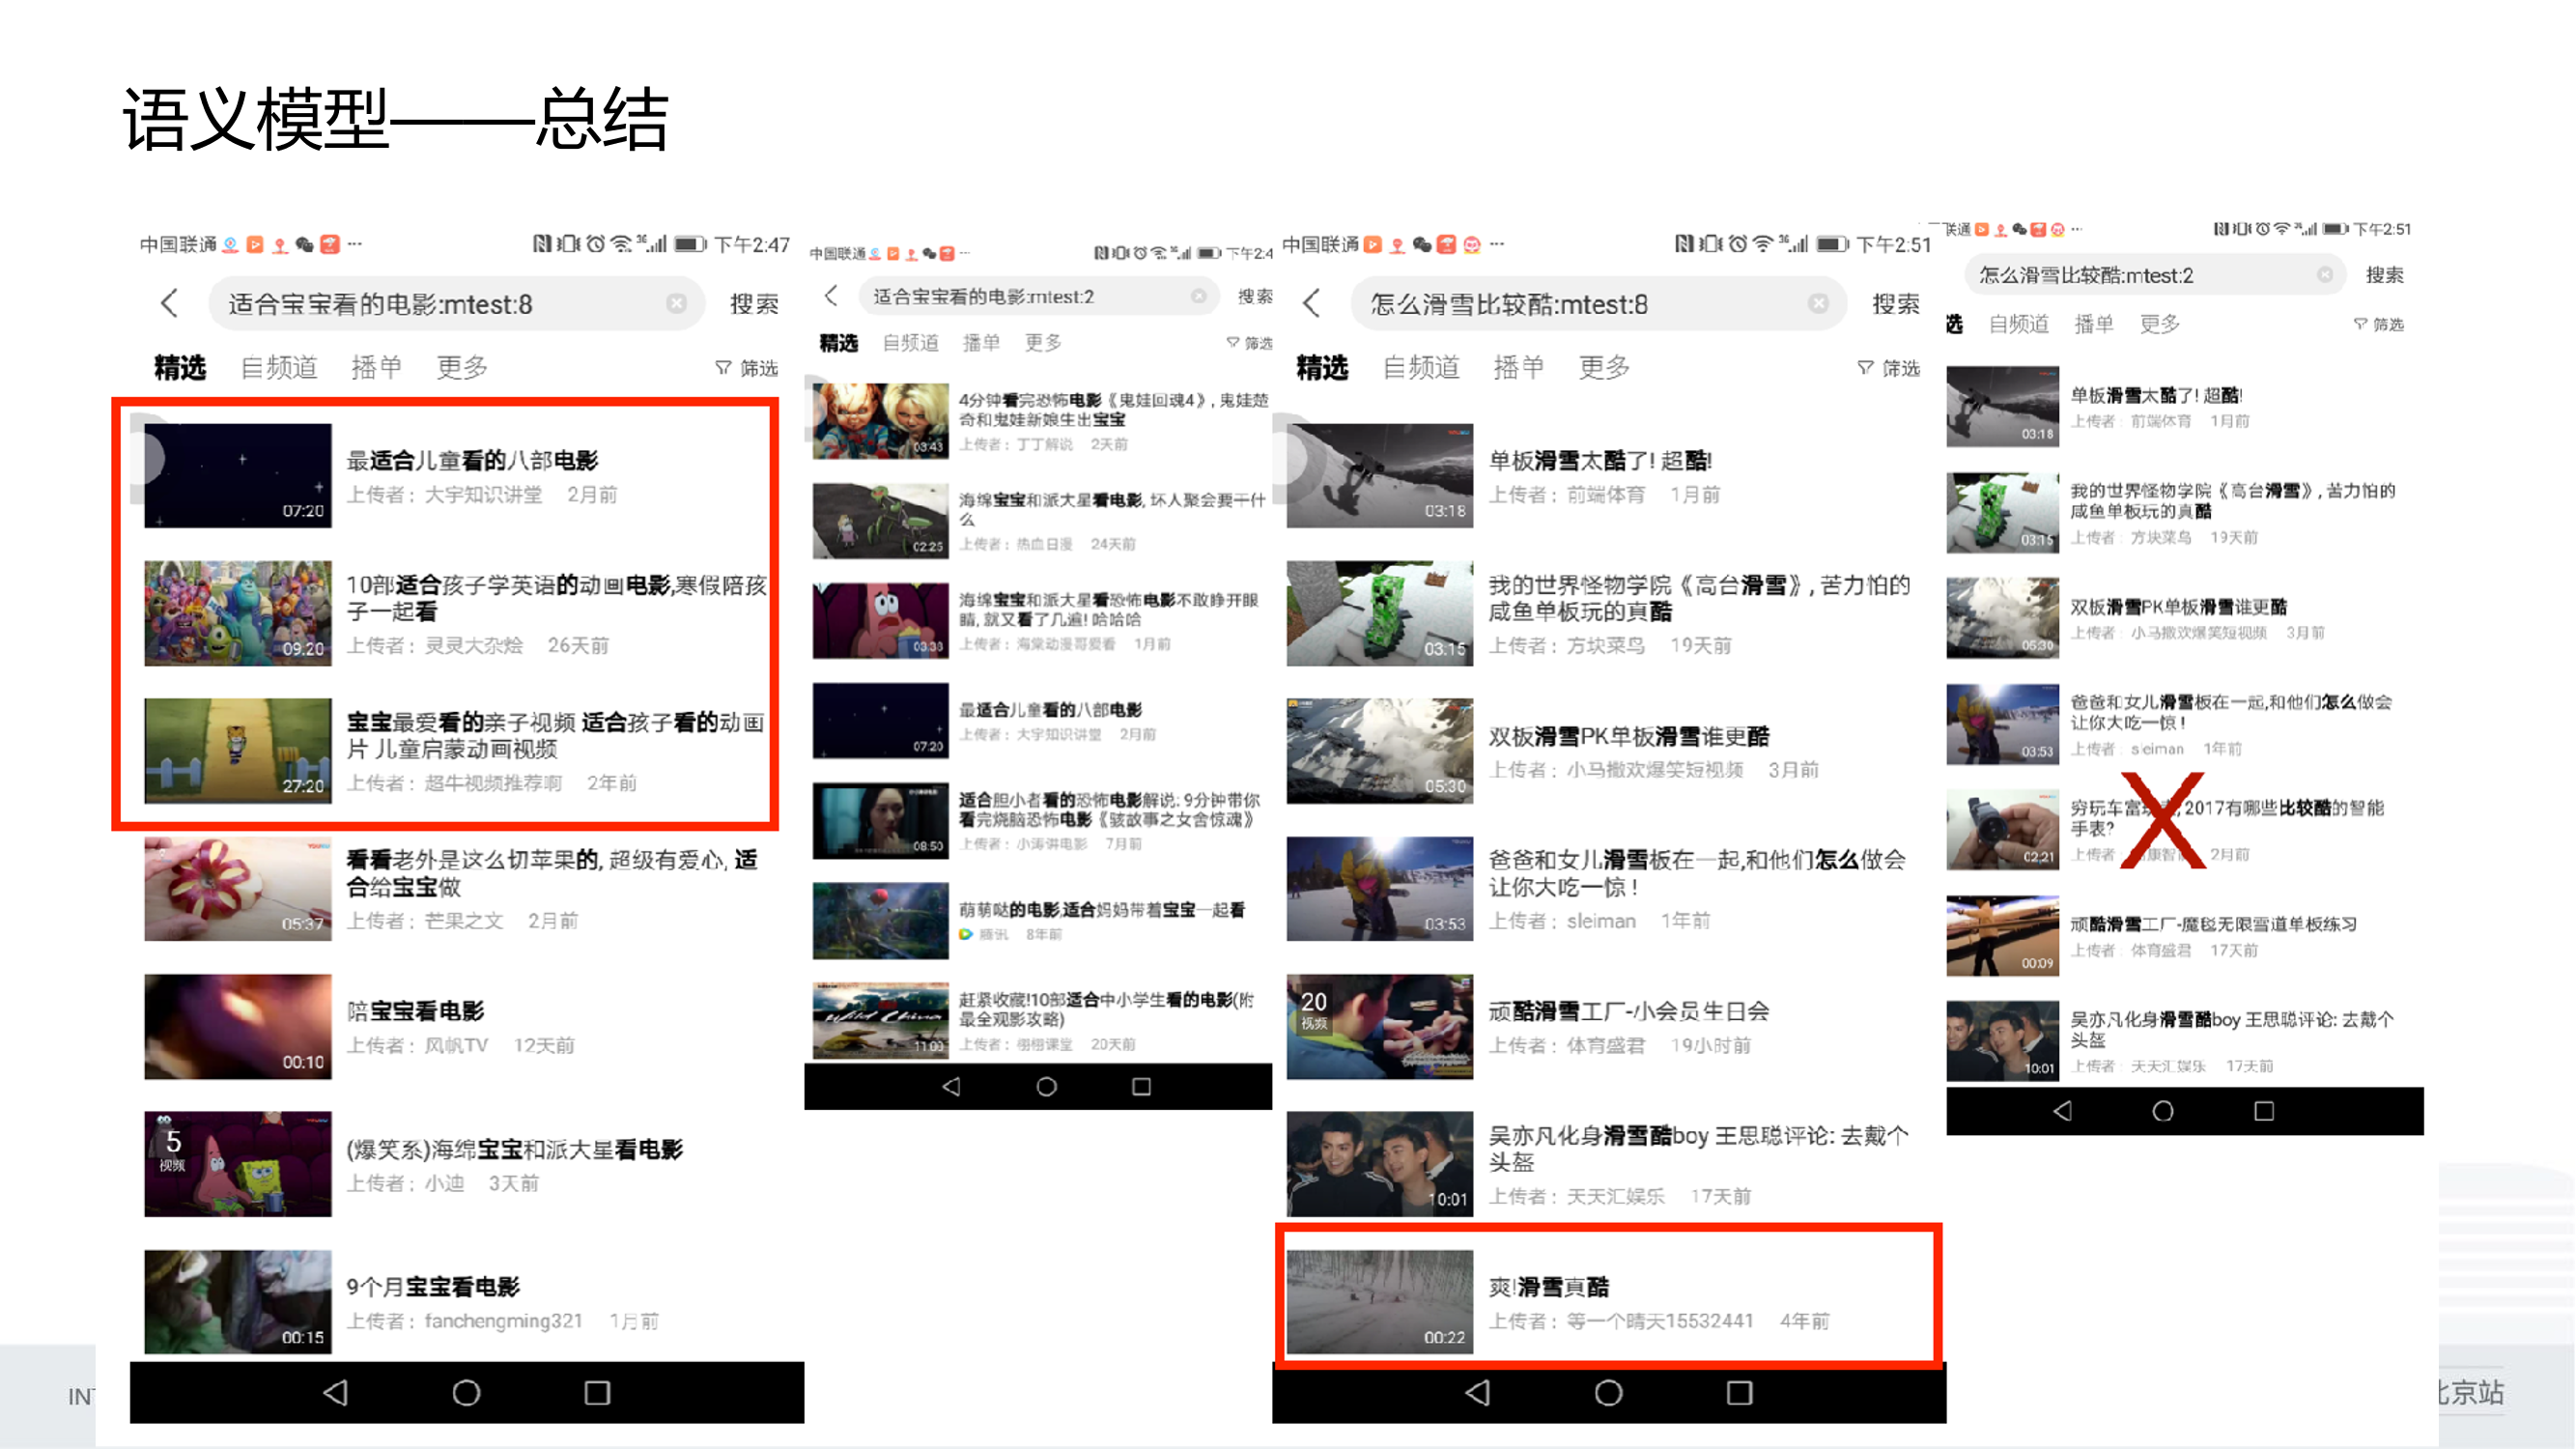 语义模型——总结
中国联通 下午2:47
适合宝宝看的电影:mtest:8 搜索
精选 自频道 播单 更多 筛选
07:20
最适合儿童看的八部电影
上传者: 大宇知识讲堂 2月前
09:20
10部适合孩子学英语的动画电影,寒假陪孩
子一起看
上传者: 灵灵大杂烩 26天前
27:20
宝宝最爱看的亲子视频 适合孩子看的动画
片 儿童启蒙动画视频
上传者: 超牛视频推荐啊 2年前
05:37
看看老外是这么切苹果的, 超级有爱心, 适
合给宝宝做
上传者: 芒果之文 2月前
00:10
陪宝宝看电影
上传者: 风帆TV 12天前
5
视频
(爆笑系)海绵宝宝和派大星看电影
上传者: 小迪 3天前
00:15
9个月宝宝看电影
上传者: fanchengming321 1月前
中国联通 下午2:4
适合宝宝看的电影:mtest:2 搜索
精选 自频道 播单 更多 筛选
03:43
4分钟看完恐怖电影《鬼娃回魂4》, 鬼娃楚
奇和鬼娃新娘生出宝宝
上传者: 丁丁解说 2天前
02:25
海绵宝宝和派大星看电影, 坏人聚会要干什
么
上传者: 热血日漫 24天前
03:38
海绵宝宝和派大星看恐怖电影不敢睁开眼
睛, 就又看了几遍! 哈哈哈
上传者: 海棠动漫哥爱看 1月前
07:20
最适合儿童看的八部电影
上传者: 大宇知识讲堂 2月前
08:50
适合胆小者看的恐怖电影解说: 9分钟带你
看完烧脑恐怖电影《骇故事之女舍惊魂》
上传者: 小涛讲电影 7月前
萌萌哒的电影,适合妈妈带着宝宝一起看
腾讯 8年前
11:00
赶紧收藏!10部适合中小学生看的电影(附
最全观影攻略)
上传者: 栩栩课堂 20天前
中国联通 下午2:51
怎么滑雪比较酷:mtest:8 搜索
精选 自频道 播单 更多 筛选
03:18
单板滑雪太酷了! 超酷!
上传者: 前端体育 1月前
03:15
我的世界怪物学院《高台滑雪》, 苦力怕的
咸鱼单板玩的真酷
上传者: 方块菜鸟 19天前
05:30
双板滑雪PK单板滑雪谁更酷
上传者: 小马撒欢爆笑短视频 3月前
03:53
爸爸和女儿滑雪板在一起,和他们怎么做会
让你大吃一惊!
上传者: sleiman 1年前
20
视频
顽酷滑雪工厂-小会员生日会
上传者: 体育盛君 19小时前
10:01
吴亦凡化身滑雪酷boy 王思聪评论: 去戴个
头盔
上传者: 天天汇娱乐 17天前
00:22
爽!滑雪真酷
上传者: 等一个晴天15532441 4年前
联通 下午2:51
怎么滑雪比较酷:mtest:2 搜索
选 自频道 播单 更多 筛选
03:18
单板滑雪太酷了! 超酷!
上传者: 前端体育 1月前
03:15
我的世界怪物学院《高台滑雪》, 苦力怕的
咸鱼单板玩的真酷
上传者: 方块菜鸟 19天前
05:30
双板滑雪PK单板滑雪谁更酷
上传者: 小马撒欢爆笑短视频 3月前
03:53
爸爸和女儿滑雪板在一起,和他们怎么做会
让你大吃一惊!
上传者: sleiman 1年前
02:21
穷玩车富 2017有哪些比较酷的智能
手表?
上传者 2月前
X
00:09
顽酷滑雪工厂-魔毯无限雪道单板练习
上传者: 体育盛君 17天前
10:01
吴亦凡化身滑雪酷boy 王思聪评论: 去戴个
头盔
上传者: 天天汇娱乐 17天前
京站